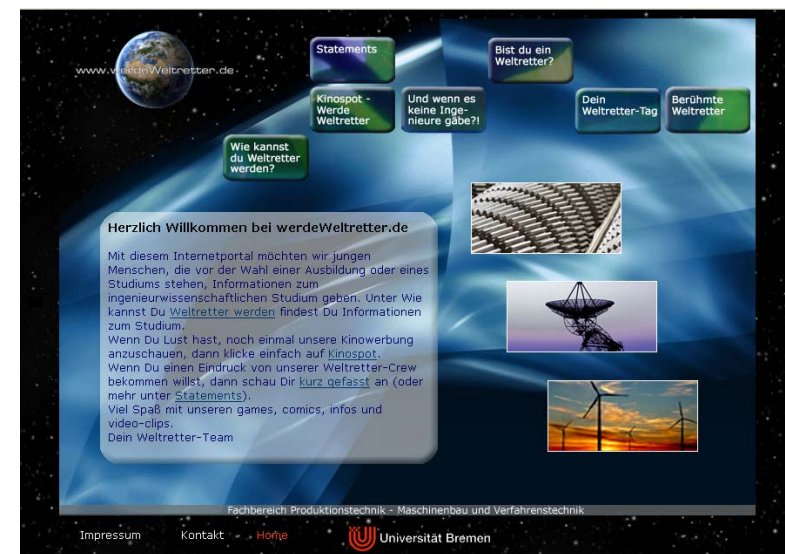 www.werdeWeltretter.de
Statements
Bist du ein
Weltretter?
Kinospot -
Werde
Weltretter
Und wenn es
keine Inge-
nieure gäbe?!
Dein
Weltretter-Tag
Berühmte
Weltretter
Wie kannst
du Weltretter
werden?
Herzlich Willkommen bei werdeWeltretter.de
Mit diesem Internetportal möchten wir jungen
Menschen, die vor der Wahl einer Ausbildung oder eines
Studiums stehen, Informationen zum
ingenieurwissenschaftlichen Studium geben. Unter Wie
kannst Du Weltretter werden findest Du Informationen
zum Studium.
Wenn Du Lust hast, noch einmal unsere Kinowerbung
anzuschauen, dann klicke einfach auf Kinospot.
Wenn Du einen Eindruck von unserer Weltretter-Crew
bekommen willst, dann schau Dir kurz gefasst an (oder
mehr unter Statements).
Viel Spaß mit unseren games, comics, infos und
video-clips.
Dein Weltretter-Team
Fachbereich Produktionstechnik - Maschinenbau und Verfahrenstechnik
Impressum Kontakt Home Universität Bremen